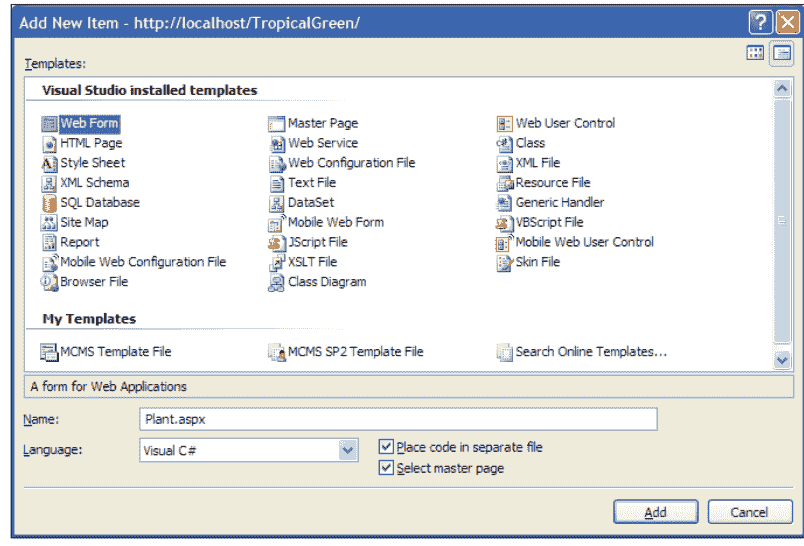 Add New Item - http://localhost/TropicalGreen/
Templates:
Visual Studio installed templates
Web Form Master Page Web User Control
HTML Page Web Service Class
Style Sheet Web Configuration File XML File
XML Schema Text File Resource File
SQL Database DataSet Generic Handler
Site Map Mobile Web Form VBScript File
Report JScript File Mobile Web User Control
Mobile Web Configuration File XSLT File Skin File
Browser File Class Diagram
My Templates
MCMS Template File MCMS SP2 Template File Search Online Templates...
A form for Web Applications
Name: Plant.aspx
Language: Visual C# Place code in separate file
Select master page
Add Cancel